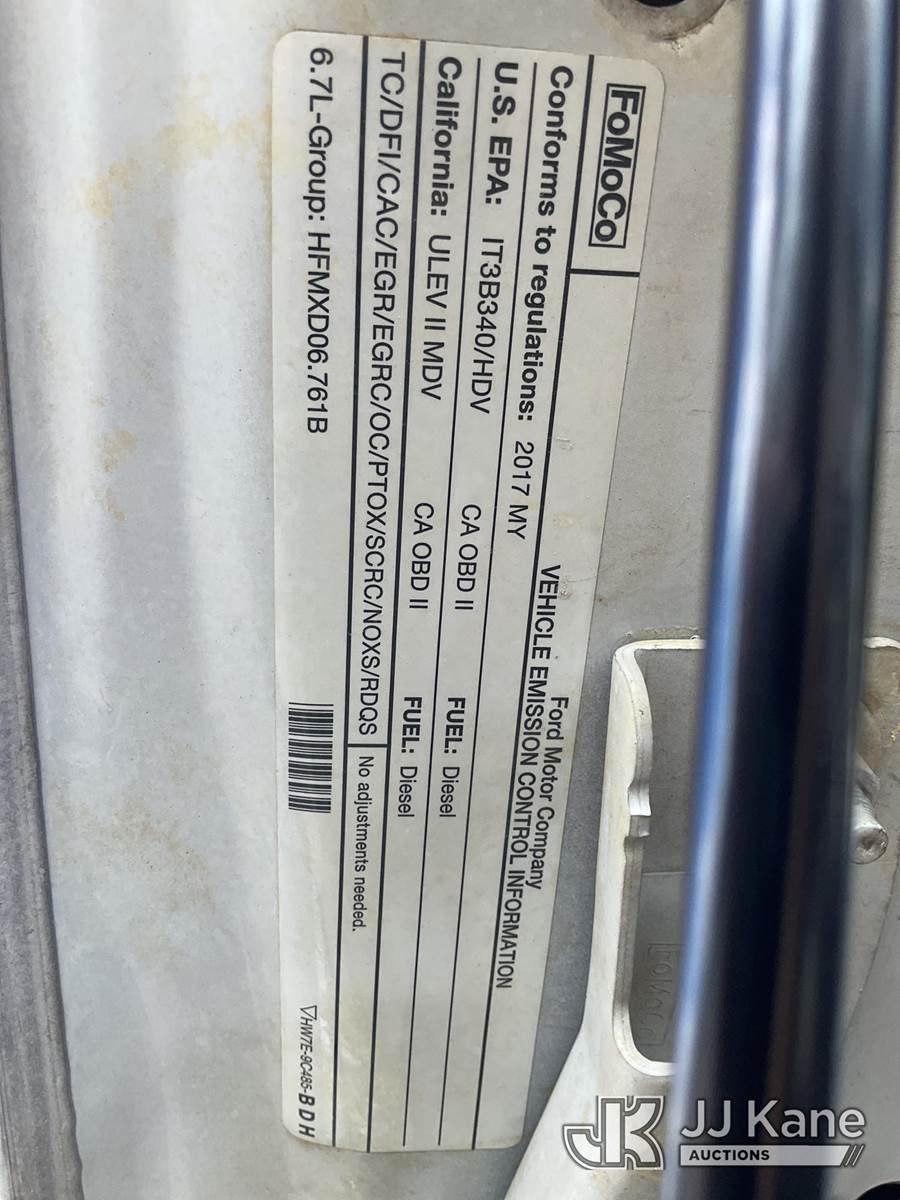 FoMoCo
Ford Motor Company
VEHICLE EMISSION CONTROL INFORMATION
Conforms to regulations: 2017 MY
U.S. EPA: IT3B340/HDV CA OBD II FUEL: Diesel
California: ULEV II MDV CA OBD II FUEL: Diesel
TC/DFI/CAC/EGR/EGRC/OC/PTOX/SCRC/NOXS/RDQS No adjustments needed.
6.7L-Group: HFMXD06.761B
HW7E-9C485-BDH
FoMoCo
JK JJ Kane
AUCTIONS